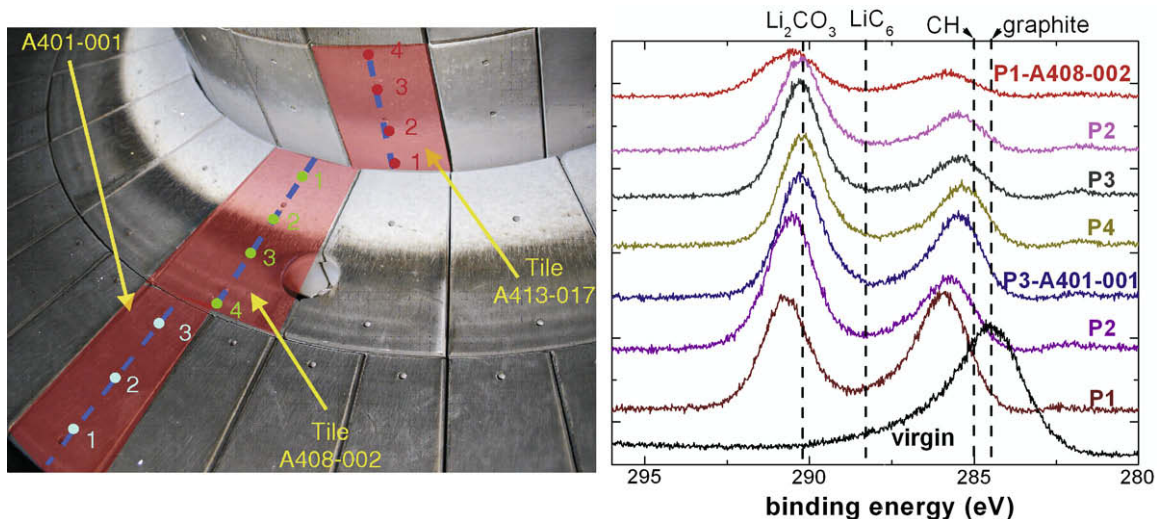 A401-001
4
3
2
1
1
2
3
4
3
2
1
Tile
A413-017
Tile
A408-002
Li₂CO₃ LiC₆ CH graphite
P1-A408-002
P2
P3
P4
P3-A401-001
P2
P1
virgin
295 290 285 280
binding energy (eV)